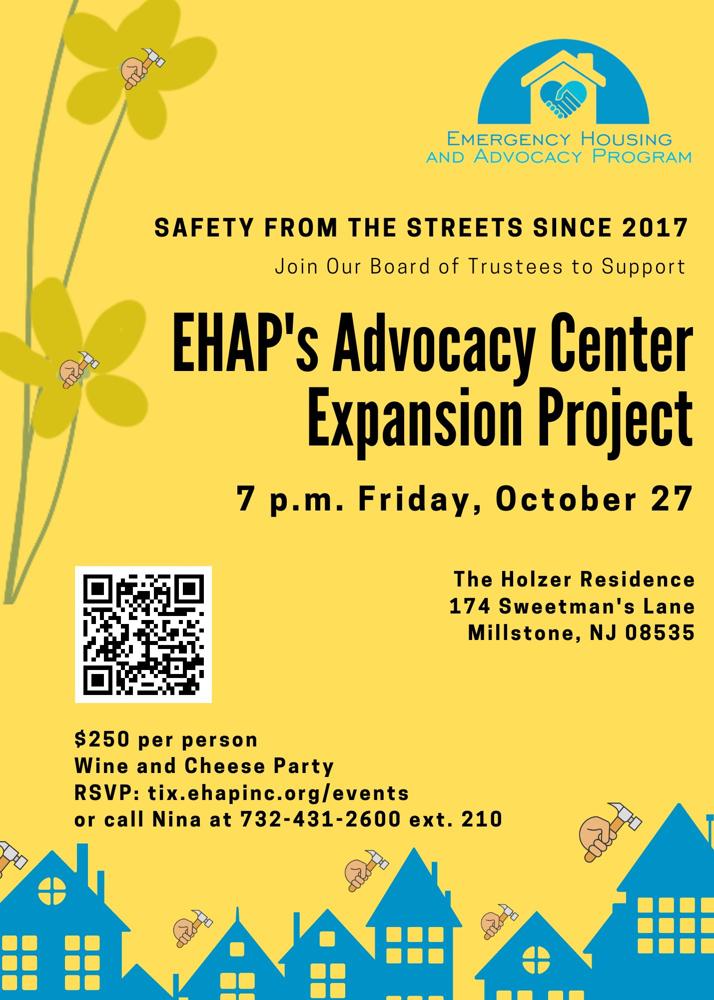 EMERGENCY HOUSING
AND ADVOCACY PROGRAM
SAFETY FROM THE STREETS SINCE 2017
Join Our Board of Trustees to Support
EHAP's Advocacy Center
Expansion Project
7 p.m. Friday, October 27
The Holzer Residence
174 Sweetman's Lane
Millstone, NJ 08535
$250 per person
Wine and Cheese Party
RSVP: tix.ehapinc.org/events
or call Nina at 732-431-2600 ext. 210